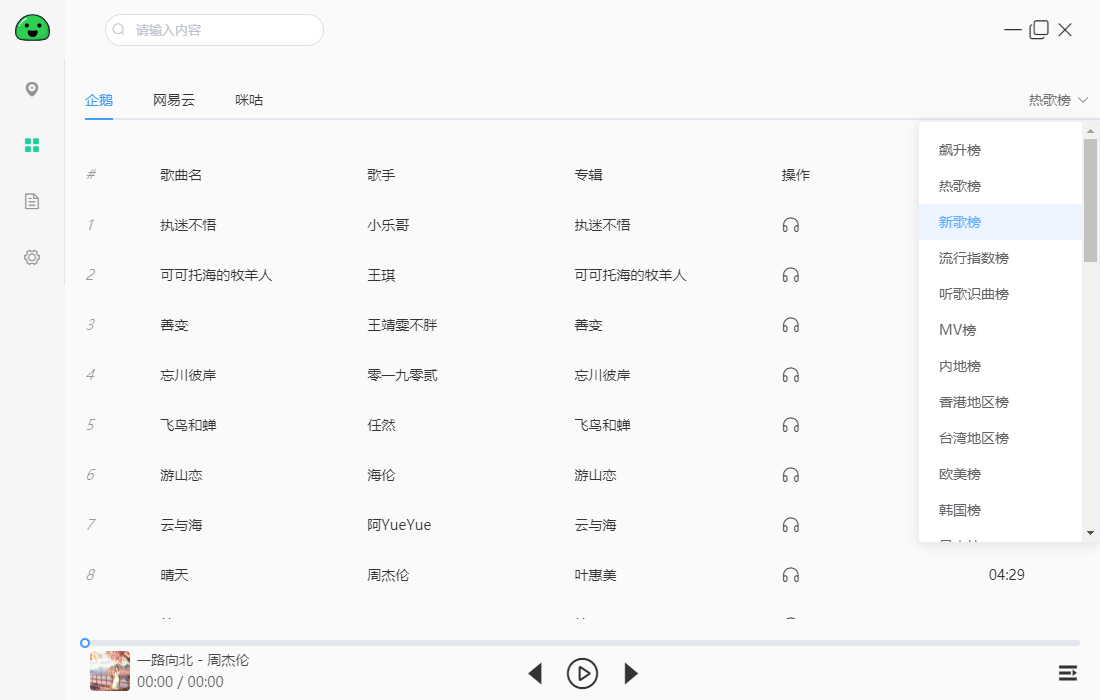 请输入内容
企鹅 网易云 咪咕 热歌榜
# 歌曲名 歌手 专辑 操作
1 执迷不悟 小乐哥 执迷不悟
2 可可托海的牧羊人 王琪 可可托海的牧羊人
3 善变 王靖雯不胖 善变
4 忘川彼岸 零一九零贰 忘川彼岸
5 飞鸟和蝉 任然 飞鸟和蝉
6 游山恋 海伦 游山恋
7 云与海 阿YueYue 云与海
8 晴天 周杰伦 叶惠美 04:29
飙升榜
热歌榜
新歌榜
流行指数榜
听歌识曲榜
MV榜
内地榜
香港地区榜
台湾地区榜
欧美榜
韩国榜
一路向北 - 周杰伦
00:00 / 00:00